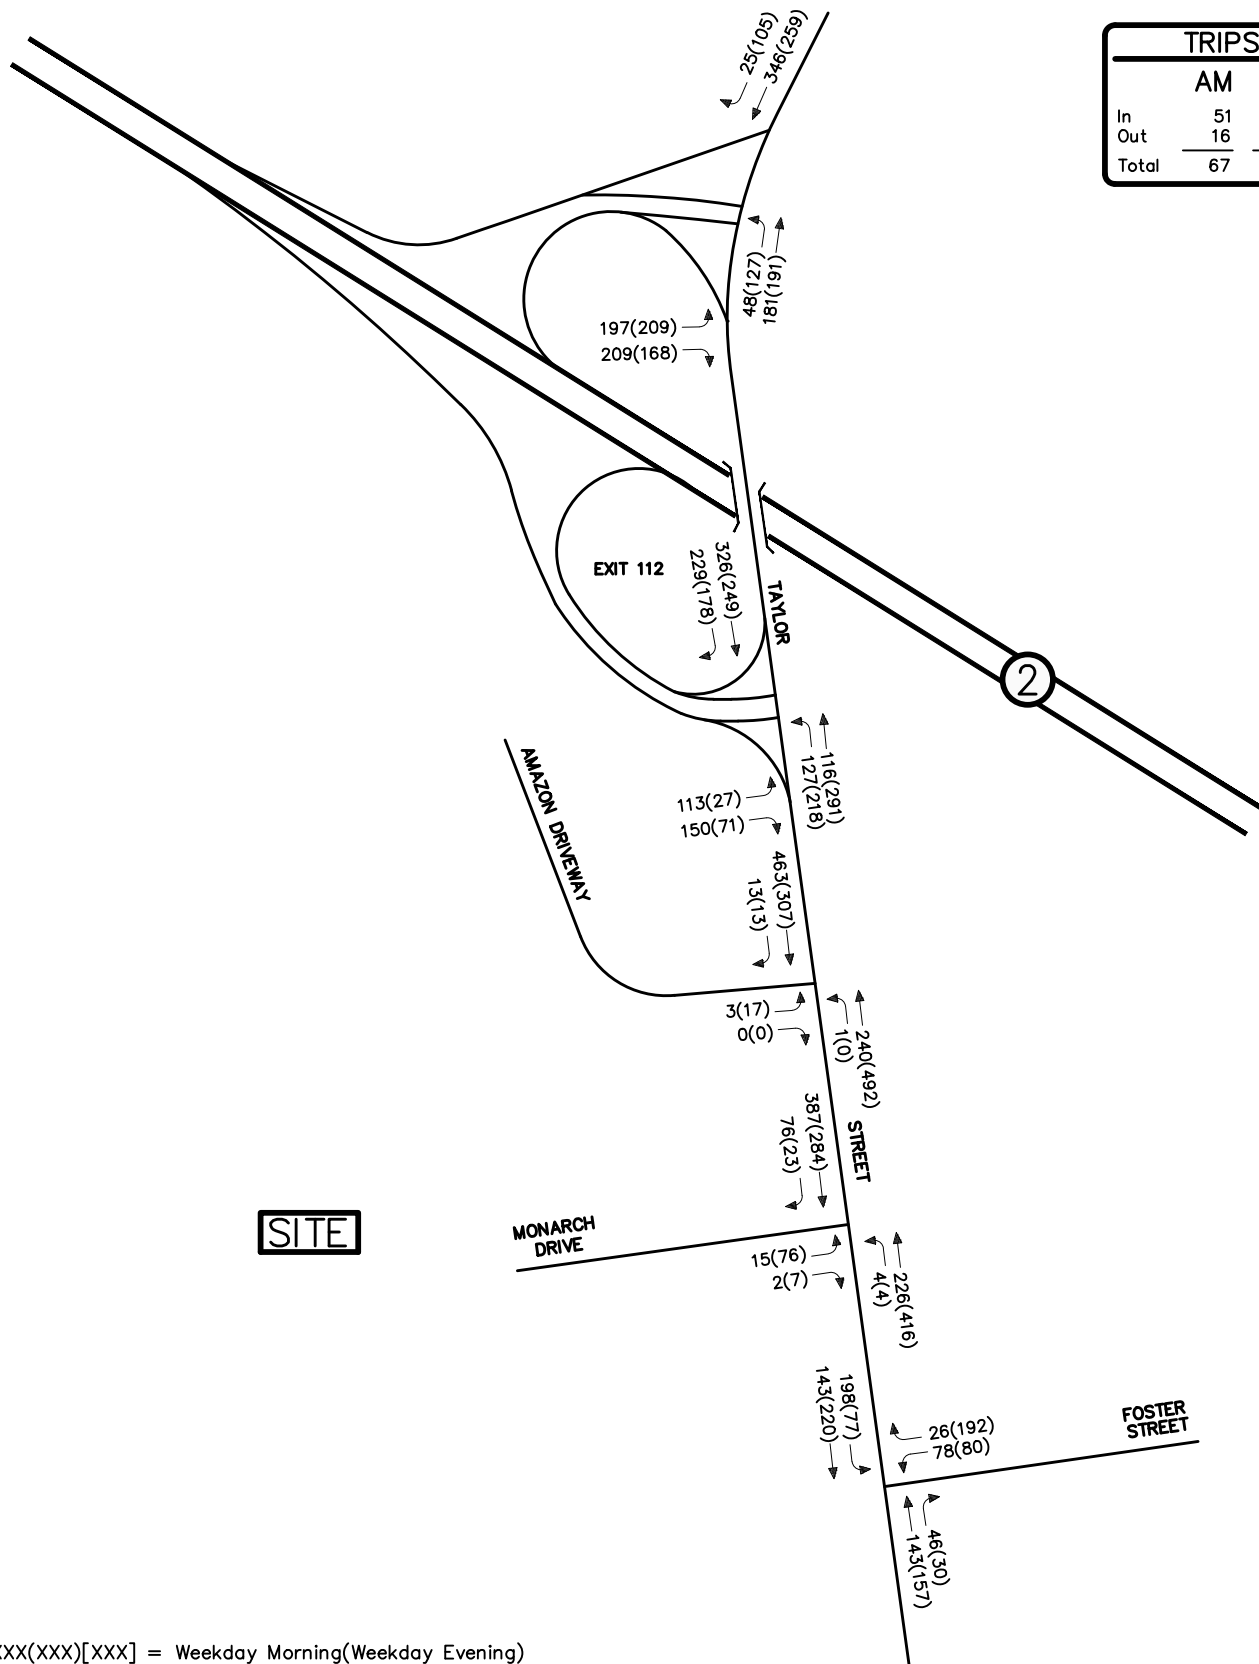 25(105)
346(259)
TRIPS
AM
In 51
Out 16
Total 67
48(127)
181(191)
197(209)
209(168)
EXIT 112
326(249)
229(178)
TAYLOR
2
AMAZON DRIVEWAY
116(291)
127(218)
113(27)
150(71)
463(307)
13(13)
3(17)
0(0)
240(492)
1(0)
387(284)
76(23)
STREET
SITE
MONARCH
DRIVE
15(76)
2(7)
226(416)
4(4)
198(77)
143(220)
26(192)
78(80)
FOSTER
STREET
46(30)
143(157)
XX(XXX)[XXX] = Weekday Morning(Weekday Evening)